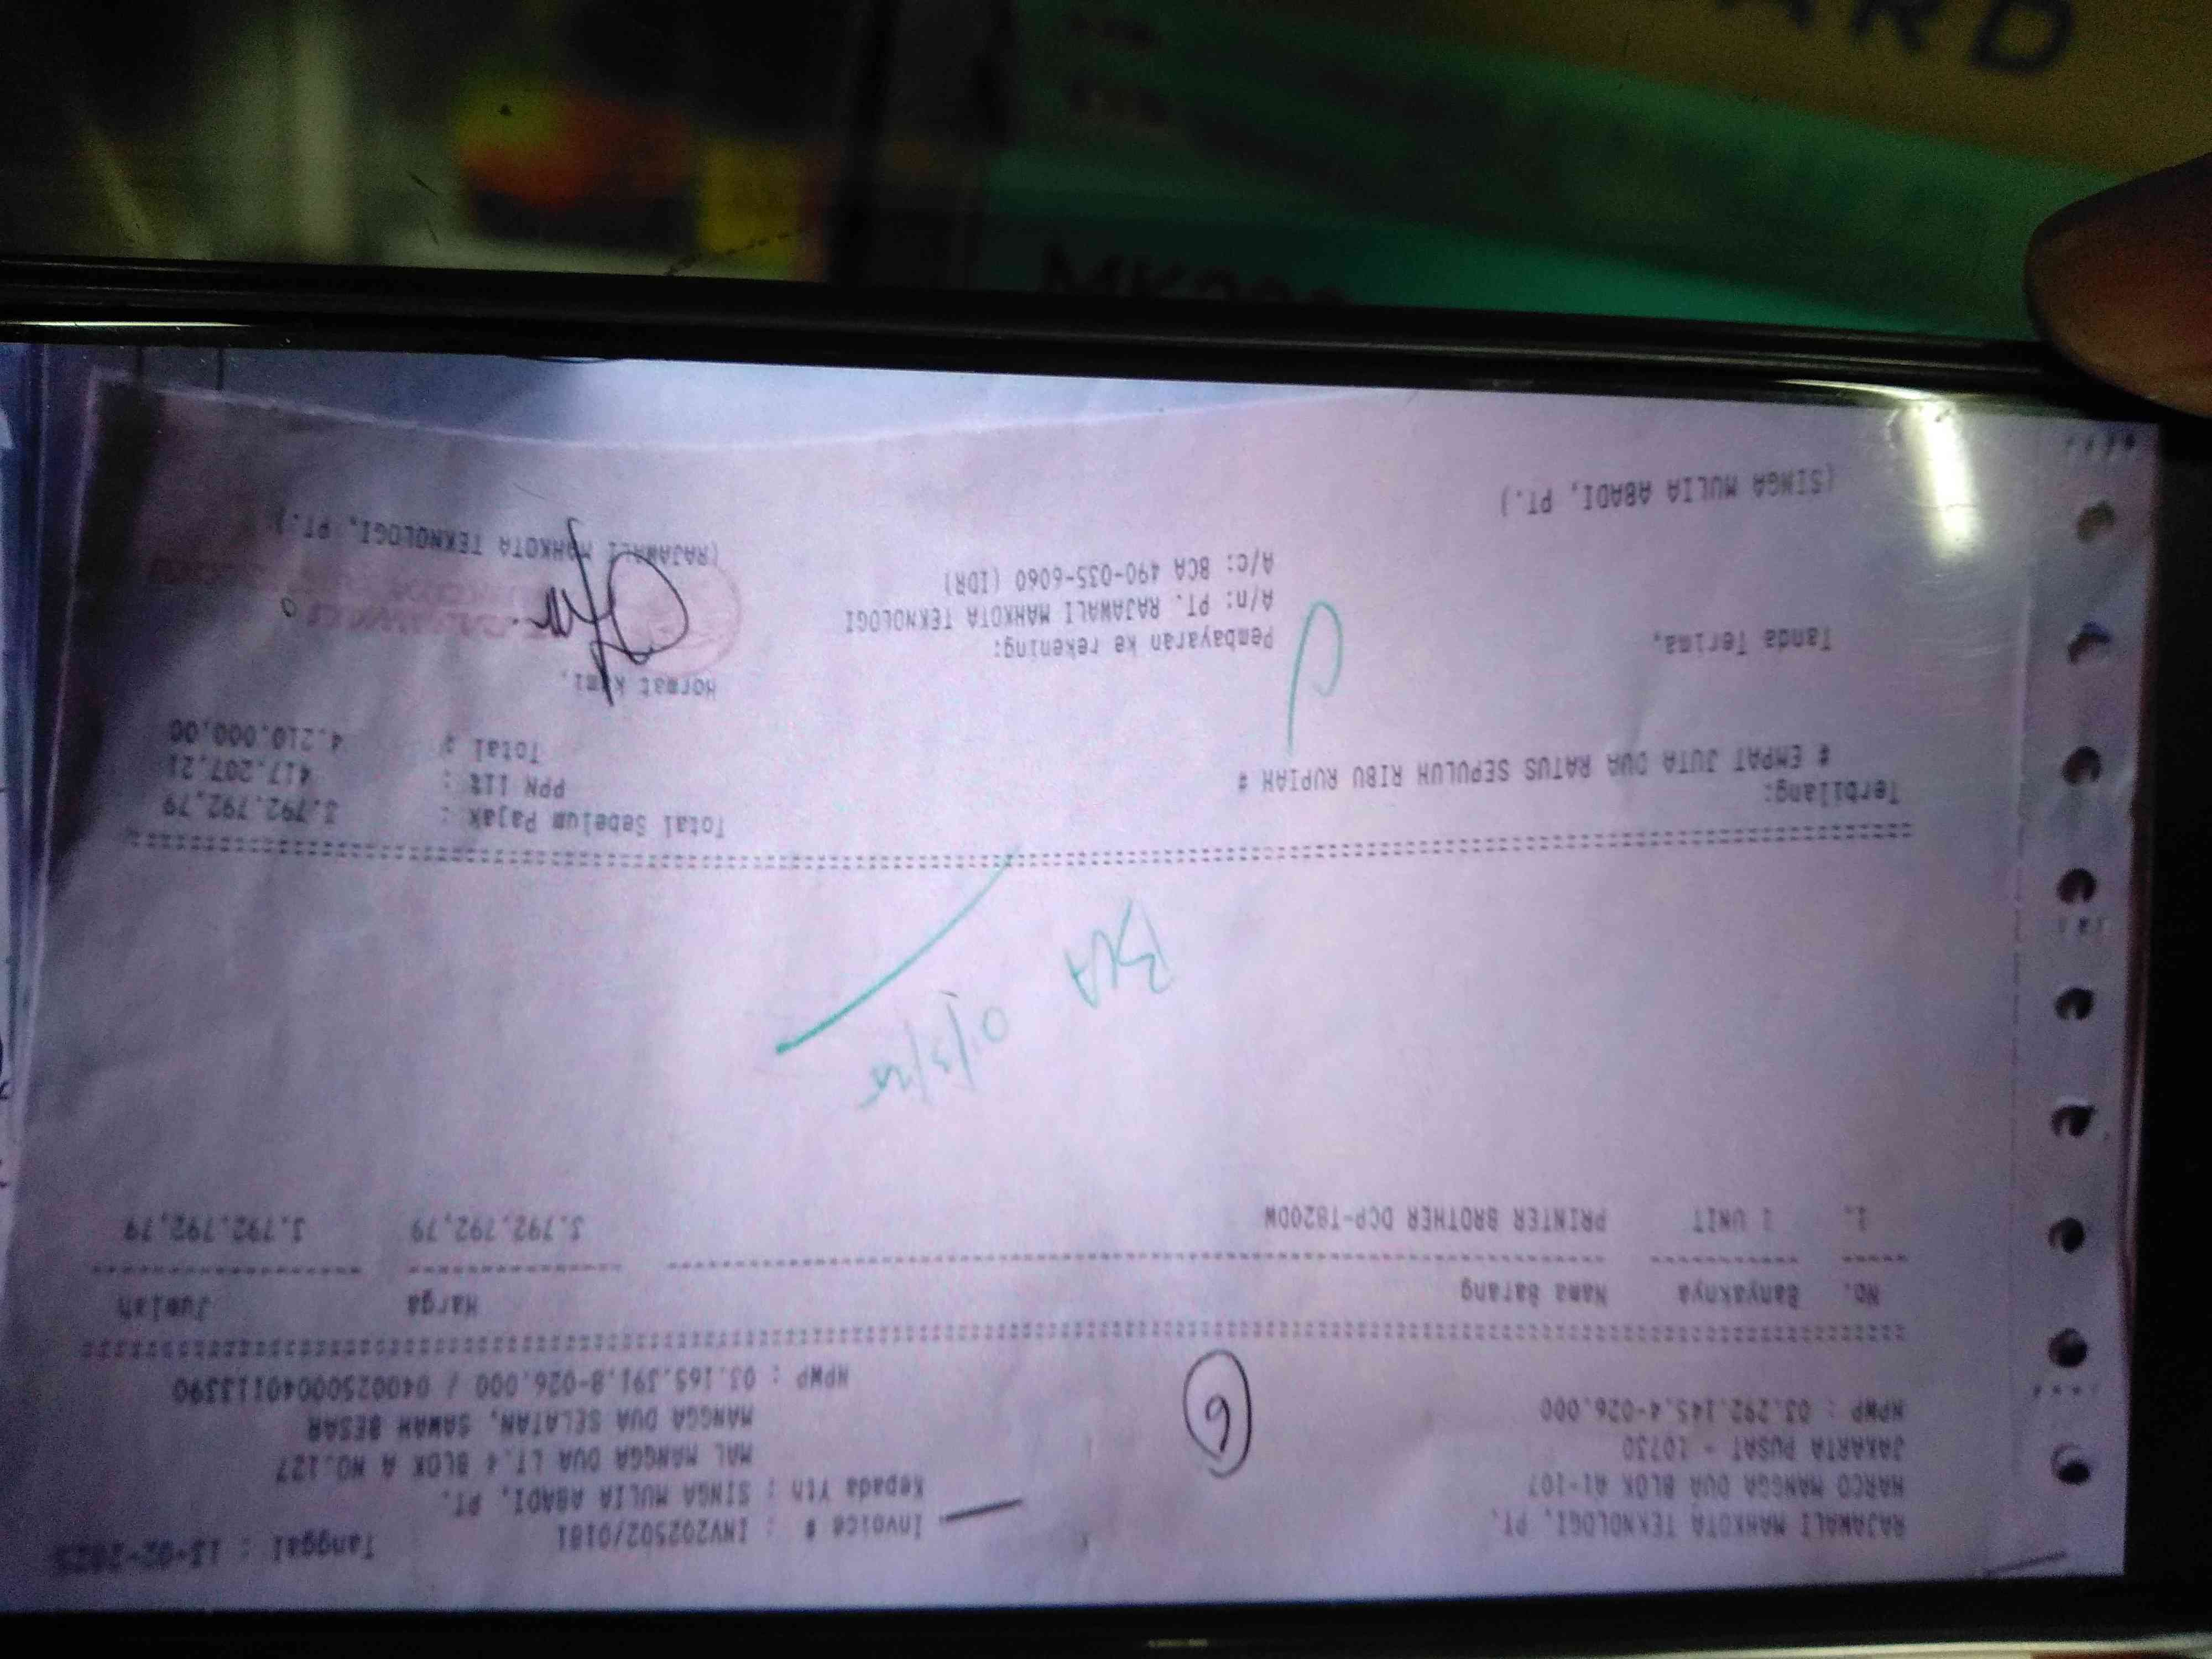 RAJAWALI MAHKOTA TEKNOLOGI, PT.
HARCO MANGGA DUA BLOK A1-107
JAKARTA PUSAT - 10730
NPWP : 03.292.145.4-026.000
Invoice # : INV202502/0181 Tanggal : 13-02-2025
Kepada Yth : SINGA MULIA ABADI, PT.
MAL MANGGA DUA LT.4 BLOK A NO.127
MANGGA DUA SELATAN, SAWAH BESAR
NPWP : 03.165.391.8-026.000 / 04002500040113390
6
No. Banyaknya Nama Barang Harga Jumlah
1. 1 UNIT PRINTER BROTHER DCP-T820DW 3.792.792,79 3.792.792,79
BCA
Terbilang:
# EMPAT JUTA DUA RATUS SEPULUH RIBU RUPIAH #
Total Sebelum Pajak : 3.792.792,79
PPN 11% : 417.207,21
Total : 4.210.000,00
Tanda Terima,
(SINGA MULIA ABADI, PT.)
Pembayaran ke rekening:
A/n: PT. RAJAWALI MAHKOTA TEKNOLOGI
A/c: BCA 490-035-6060 (IDR)
Hormat Kami,
(RAJAWALI MAHKOTA TEKNOLOGI, PT.)